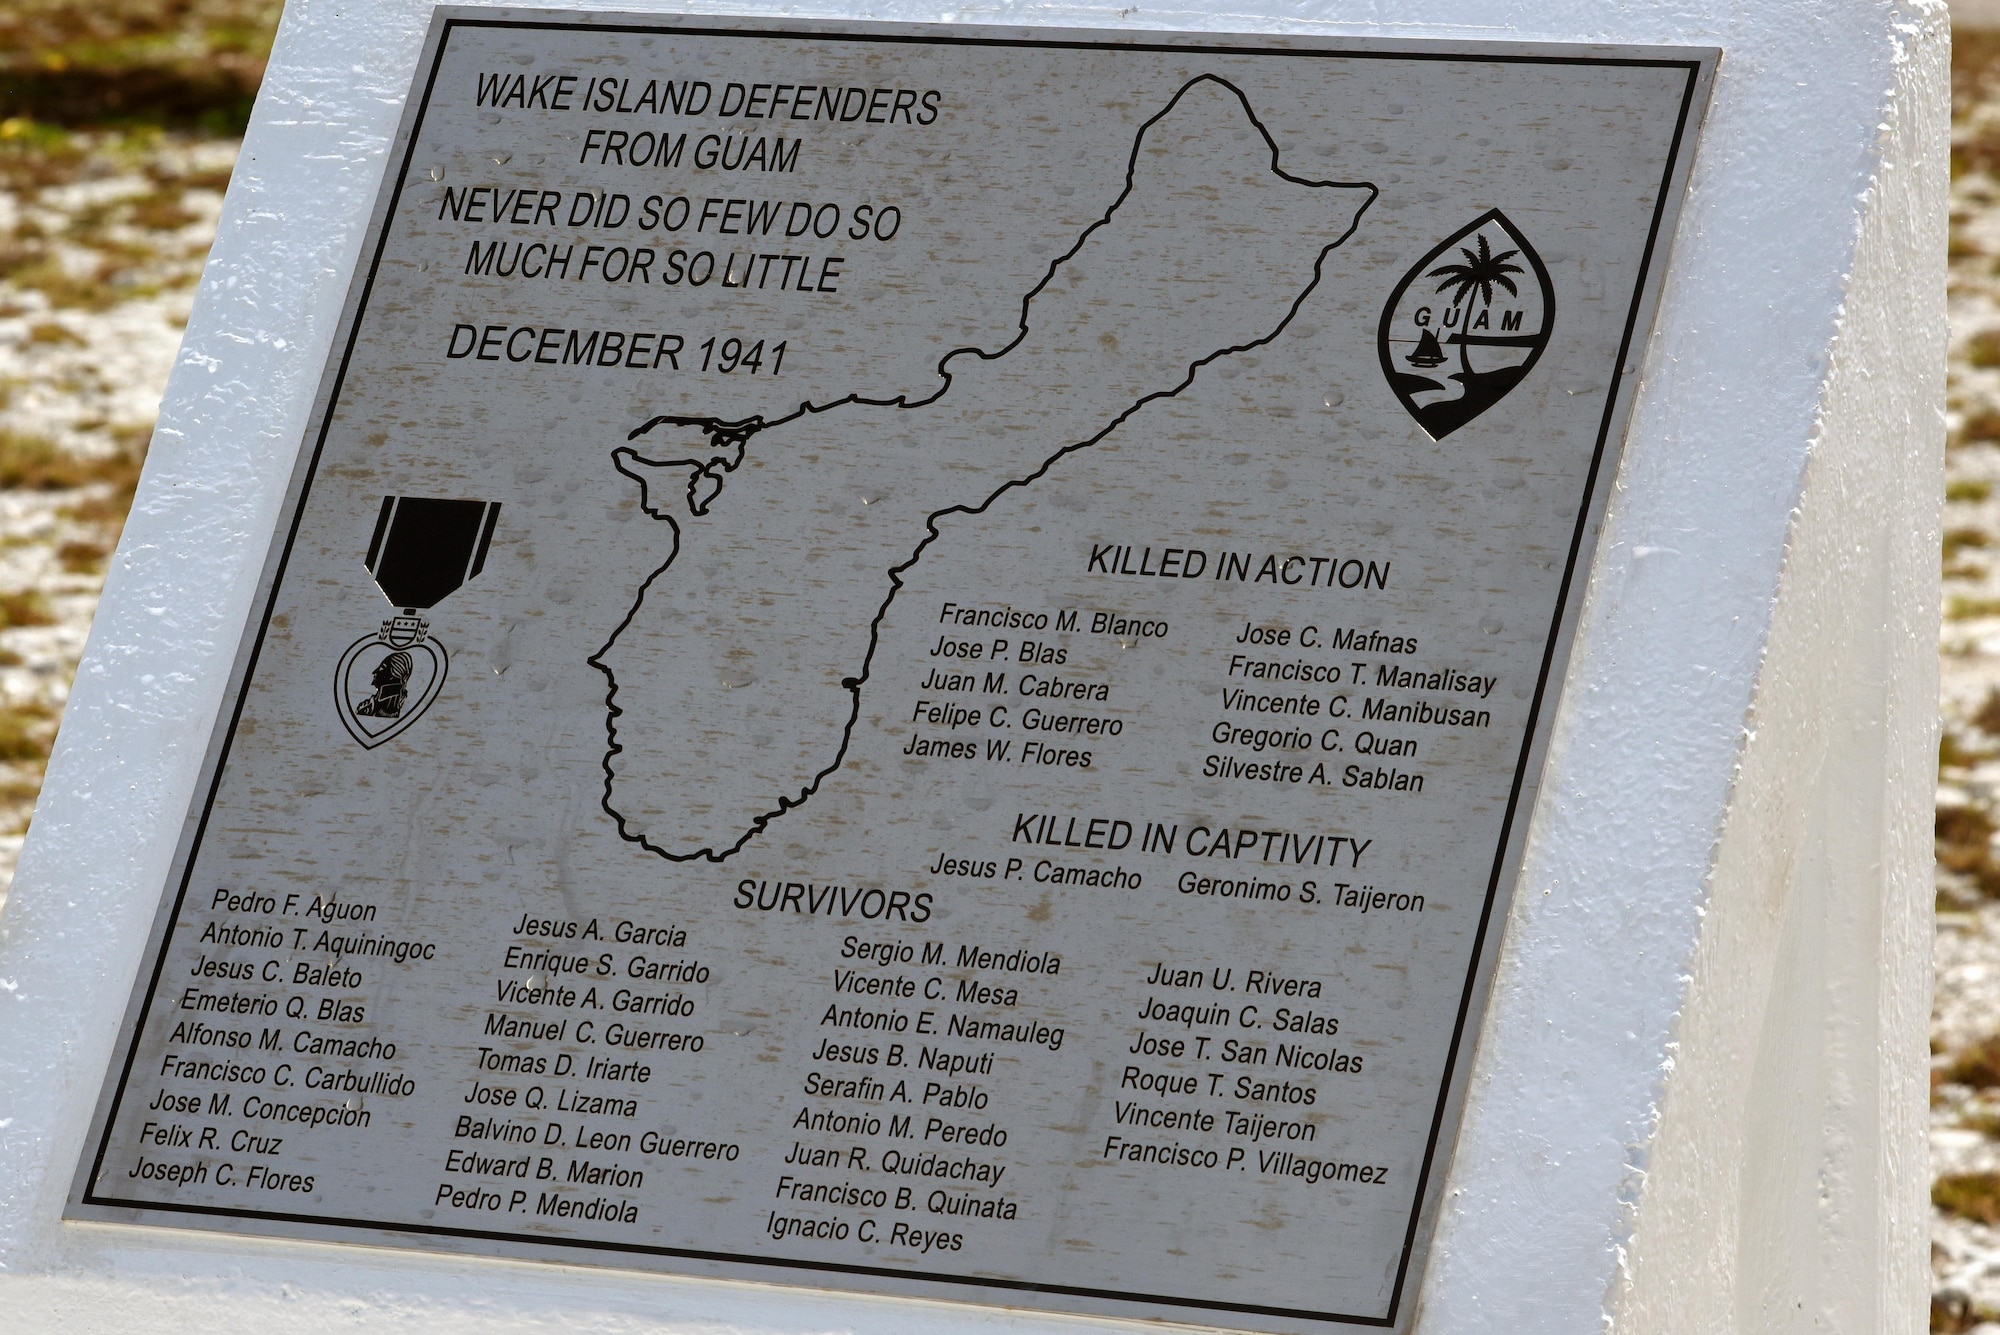 WAKE ISLAND DEFENDERS
FROM GUAM
NEVER DID SO FEW DO SO
MUCH FOR SO LITTLE
DECEMBER 1941
GUAM
KILLED IN ACTION
Francisco M. Blanco
Jose P. Blas
Juan M. Cabrera
Felipe C. Guerrero
James W. Flores
Jose C. Mafnas
Francisco T. Manalisay
Vincente C. Manibusan
Gregorio C. Quan
Silvestre A. Sablan
KILLED IN CAPTIVITY
Jesus P. Camacho Geronimo S. Taijeron
SURVIVORS
Pedro F. Aguon
Antonio T. Aquiningoc
Jesus C. Baleto
Emeterio Q. Blas
Alfonso M. Camacho
Francisco C. Carbullido
Jose M. Concepcion
Felix R. Cruz
Joseph C. Flores
Jesus A. Garcia
Enrique S. Garrido
Vicente A. Garrido
Manuel C. Guerrero
Tomas D. Iriarte
Jose Q. Lizama
Balvino D. Leon Guerrero
Edward B. Marion
Pedro P. Mendiola
Sergio M. Mendiola
Vicente C. Mesa
Antonio E. Namauleg
Jesus B. Naputi
Serafin A. Pablo
Antonio M. Peredo
Juan R. Quidachay
Francisco B. Quinata
Ignacio C. Reyes
Juan U. Rivera
Joaquin C. Salas
Jose T. San Nicolas
Roque T. Santos
Vincente Taijeron
Francisco P. Villagomez